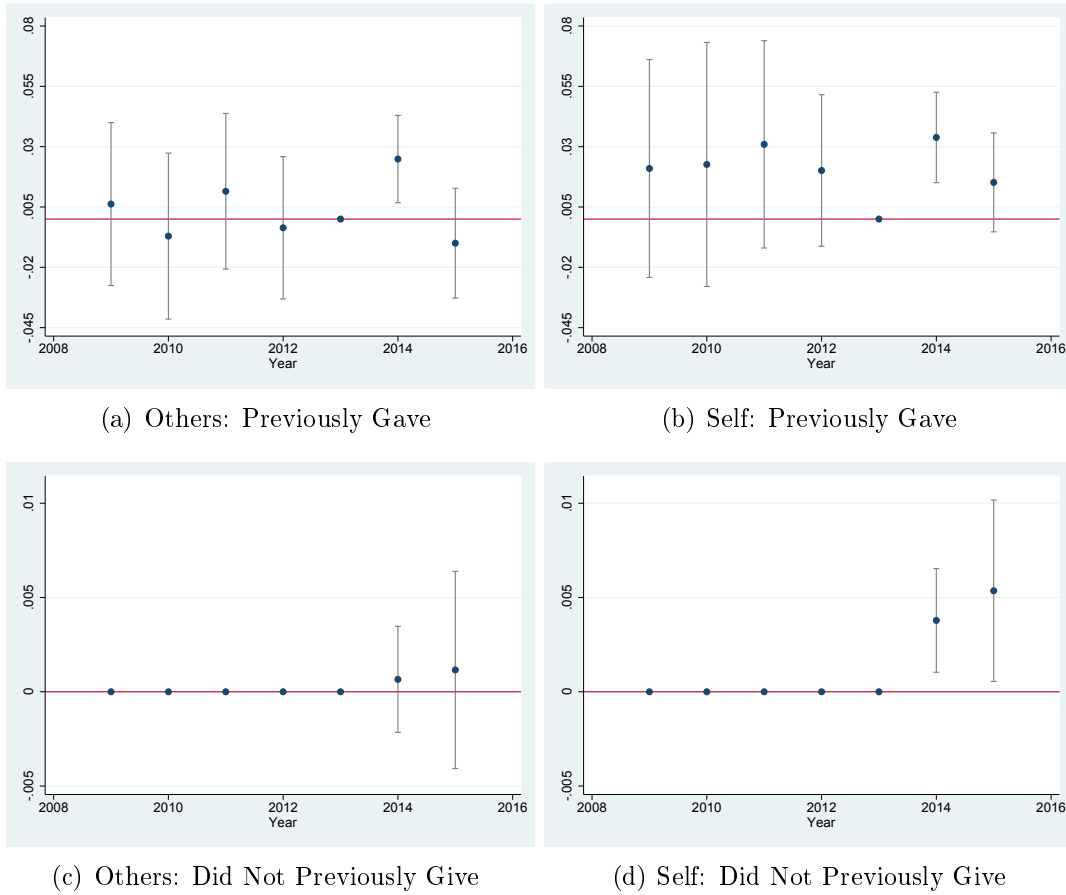 .08
.055
.03
.005
-.02
-.045
2008 2010 2012 2014 2016
Year
(a) Others: Previously Gave
.08
.055
.03
.005
-.02
-.045
2008 2010 2012 2014 2016
Year
(b) Self: Previously Gave
.01
.005
0
-.005
2008 2010 2012 2014 2016
Year
(c) Others: Did Not Previously Give
.01
.005
0
-.005
2008 2010 2012 2014 2016
Year
(d) Self: Did Not Previously Give